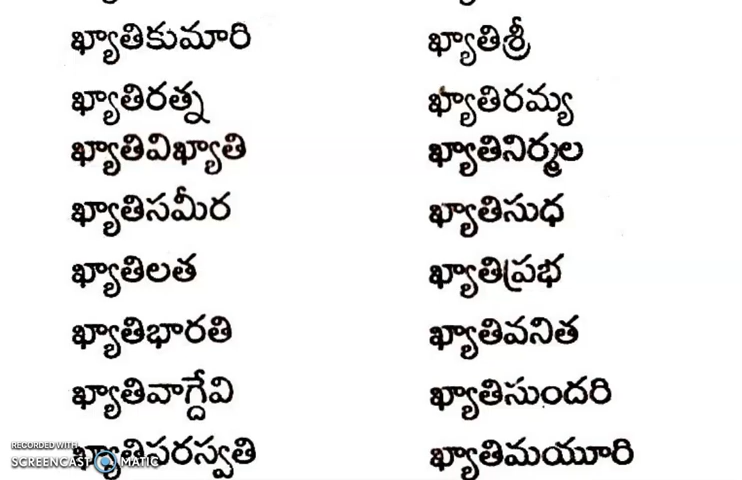 ఖ్యాతికుమారి ఖ్యాతిశ్రీ
ఖ్యాతిరత్న ఖ్యాతిరమ్య
ఖ్యాతివిఖ్యాతి ఖ్యాతినిర్మల
ఖ్యాతిసమీర ఖ్యాతిసుధ
ఖ్యాతిలత ఖ్యాతిప్రభ
ఖ్యాతిభారతి ఖ్యాతివనిత
ఖ్యాతివాగ్దేవి ఖ్యాతిసుందరి
RECORDED WITH
SCREENCAST MATIC
ఖ్యాతిసరస్వతి ఖ్యాతిమయూరి